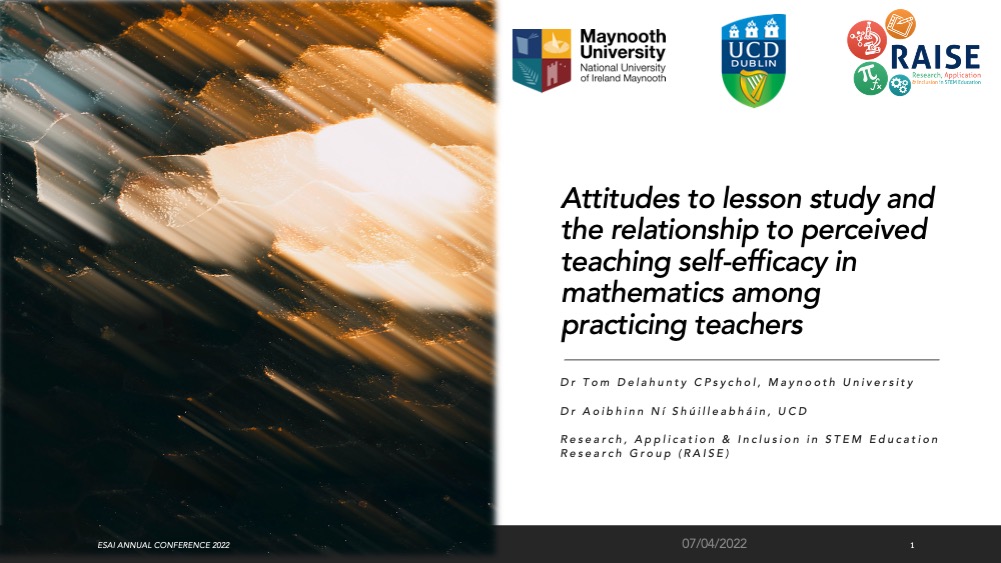 Maynooth
University
National University
of Ireland Maynooth
UCD
DUBLIN
RAISE
Research, Application
& Inclusion in STEM Education
π
fx
Attitudes to lesson study and
the relationship to perceived
teaching self-efficacy in
mathematics among
practicing teachers
Dr Tom Delahunty CPsychol, Maynooth University
Dr Aoibhinn Ní Shúilleabháin, UCD
Research, Application & Inclusion in STEM Education
Research Group (RAISE)
ESAI ANNUAL CONFERENCE 2022
07/04/2022
1